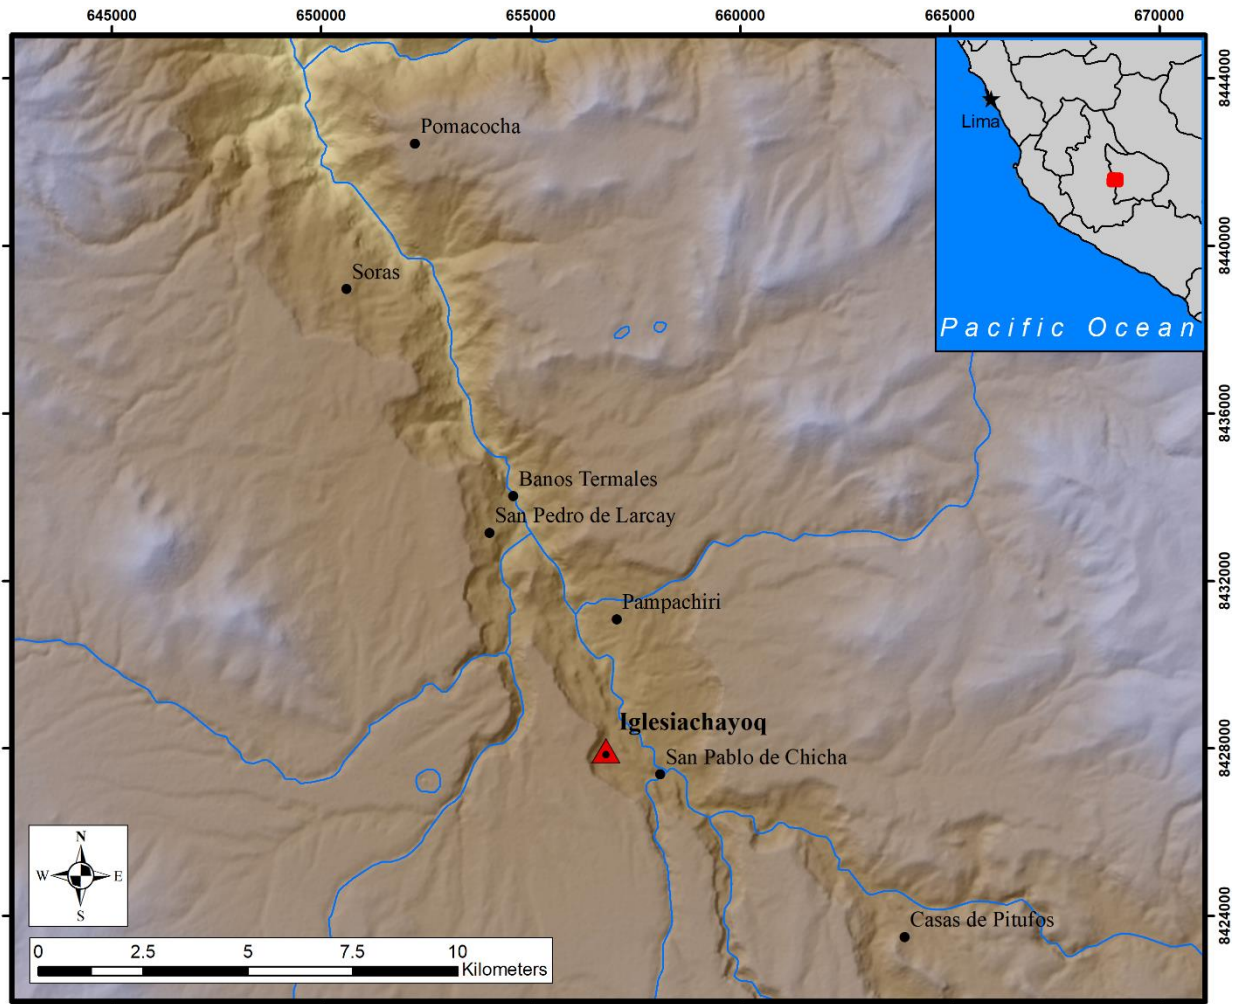 645000 650000 655000 660000 665000 670000
8444000
Lima
Pomacocha
8440000
Soras
Pacific Ocean
8436000
Banos Termales
San Pedro de Larcay
8432000
Pampachiri
Iglesiachayoq
8428000
San Pablo de Chicha
N
W E
S
8424000
Casas de Pitufos
0 2.5 5 7.5 10
Kilometers